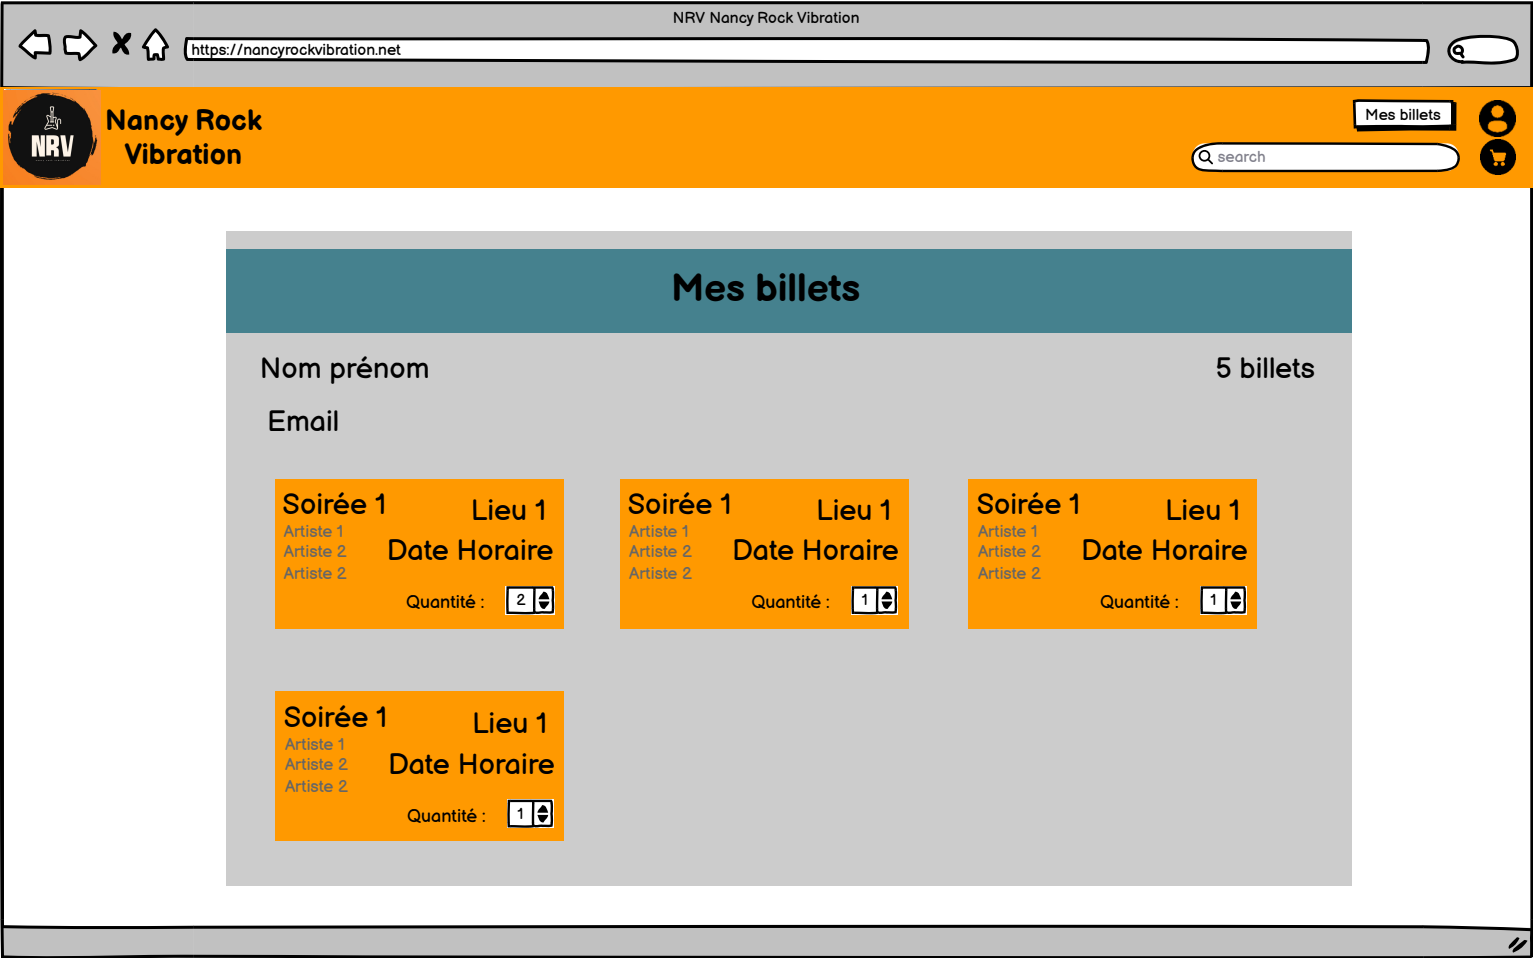 NRV Nancy Rock Vibration
https://nancyrockvibration.net
NRV
Nancy Rock
Vibration
Mes billets
search
Mes billets
Nom prénom
5 billets
Email
Soirée 1
Lieu 1
Artiste 1
Artiste 2
Date Horaire
Artiste 2
Quantité :
2
Soirée 1
Lieu 1
Artiste 1
Artiste 2
Date Horaire
Artiste 2
Quantité :
1
Soirée 1
Lieu 1
Artiste 1
Artiste 2
Date Horaire
Artiste 2
Quantité :
1
Soirée 1
Lieu 1
Artiste 1
Artiste 2
Date Horaire
Artiste 2
Quantité :
1